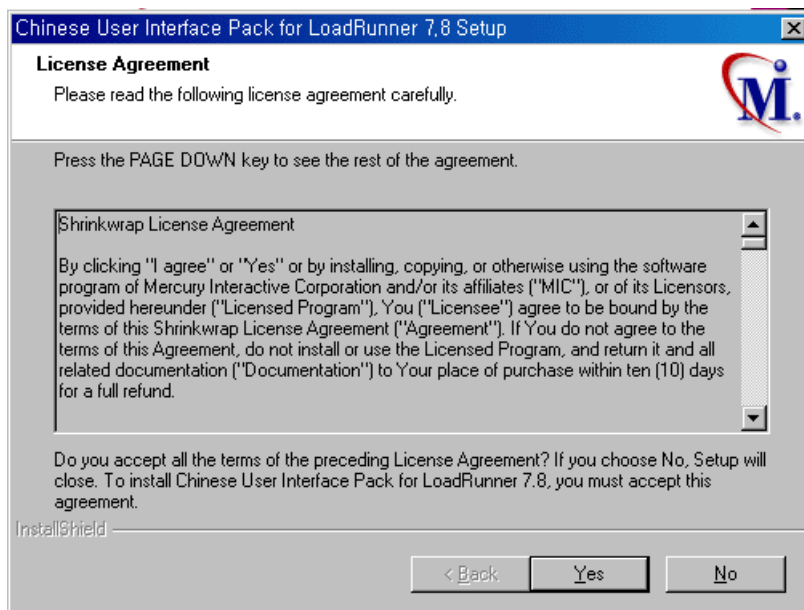 Chinese User Interface Pack for LoadRunner 7,8 Setup
License Agreement
Please read the following license agreement carefully.
M.
Press the PAGE DOWN key to see the rest of the agreement.
Shrinkwrap License Agreement
By clicking "I agree" or "Yes" or by installing, copying, or otherwise using the software
program of Mercury Interactive Corporation and/or its affiliates ("MIC"), or of its Licensors,
provided hereunder ("Licensed Program"), You ("Licensee") agree to be bound by the
terms of this Shrinkwrap License Agreement ("Agreement"). If You do not agree to the
terms of this Agreement, do not install or use the Licensed Program, and return it and all
related documentation ("Documentation") to Your place of purchase within ten (10) days
for a full refund.
Do you accept all the terms of the preceding License Agreement? If you choose No, Setup will
close. To install Chinese User Interface Pack for LoadRunner 7.8, you must accept this
agreement.
InstallShield
< Back
Yes
No